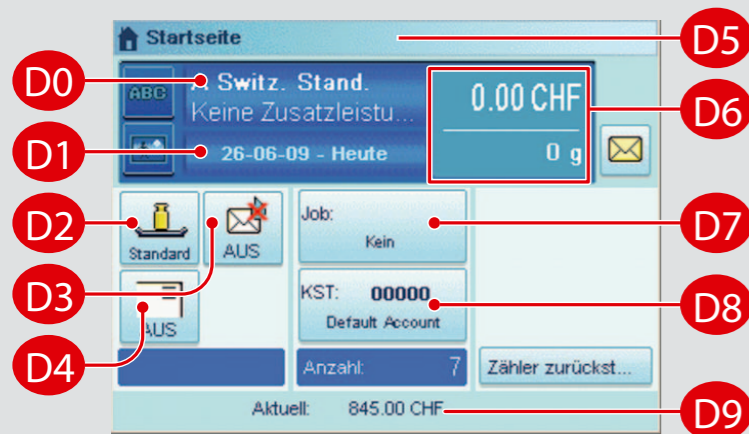 Startseite
D5
D0
ABC
A Switz. Stand.
0.00 CHF
D6
Keine Zusatzleistu...
D1
26-06-09 - Heute
0 g
D2
Standard
AUS
Job:
Kein
D7
D3
D4
AUS
KST: 00000
Default Account
D8
Anzahl: 7
Zähler zurückst...
Aktuell: 845.00 CHF
D9